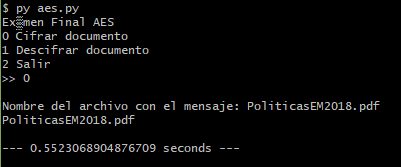 $ py aes.py
Examen Final AES
0 Cifrar documento
1 Descifrar documento
2 Salir
>> 0
Nombre del archivo con el mensaje: PoliticasEM2018.pdf
PoliticasEM2018.pdf
--- 0.5523068904876709 seconds ---